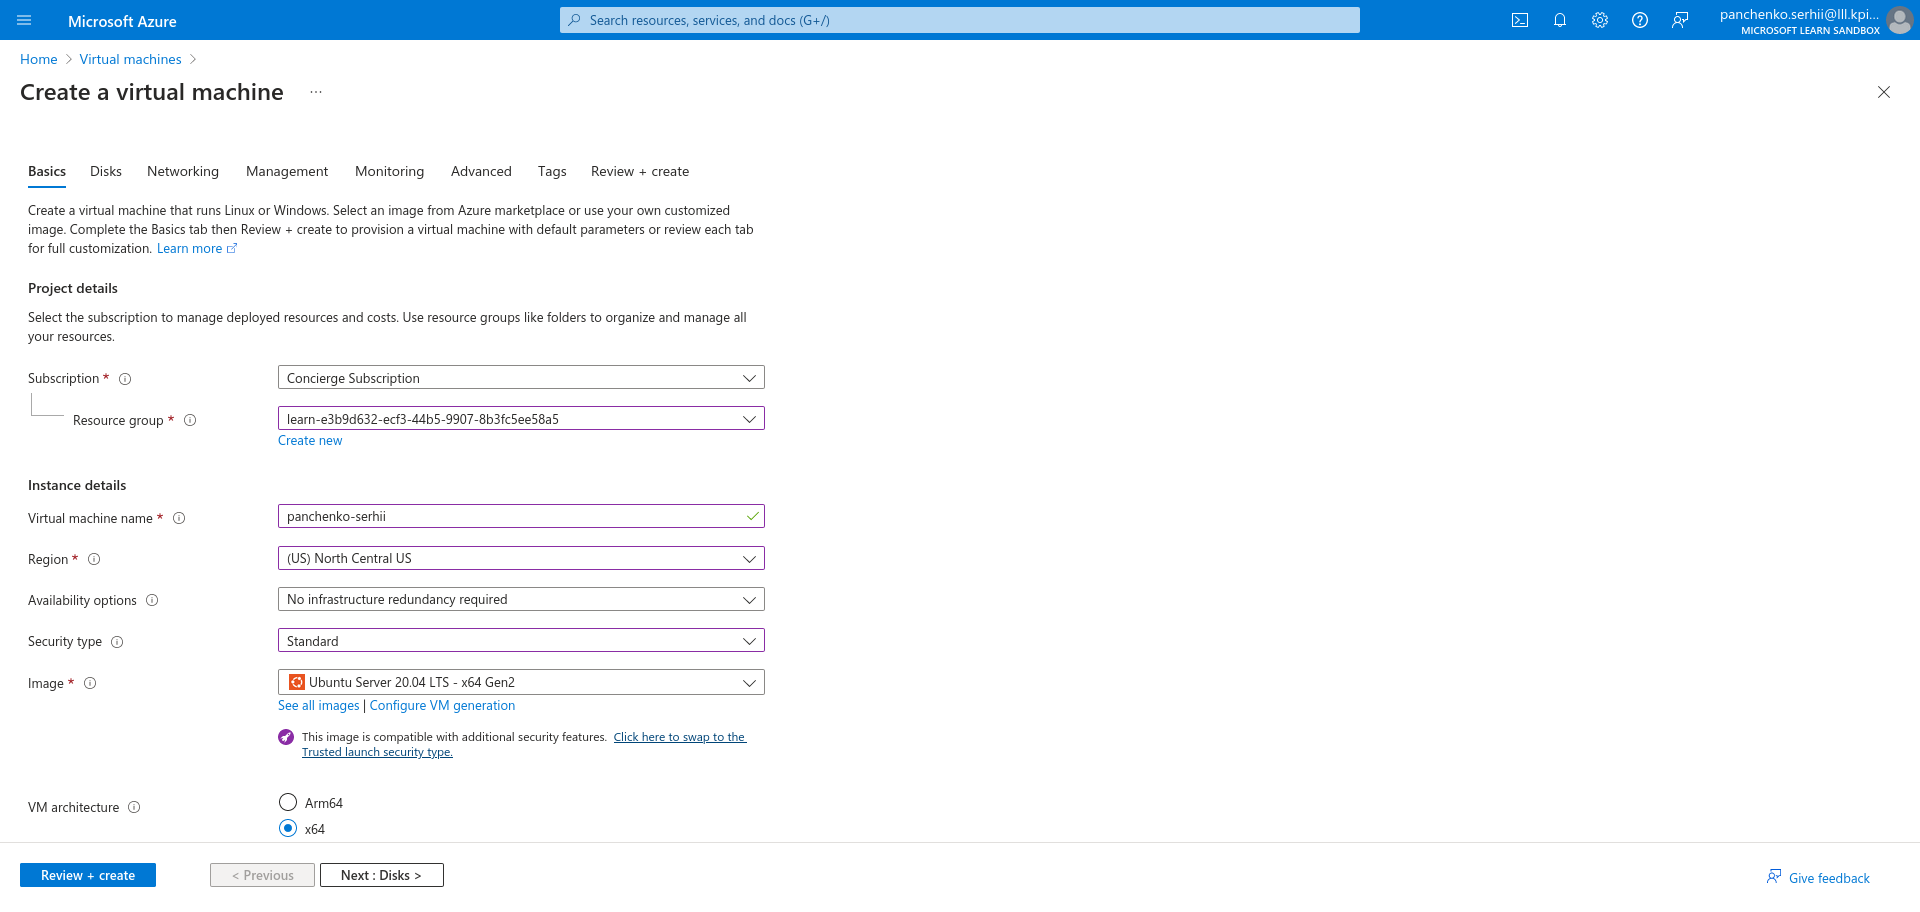 Microsoft Azure
Search resources, services, and docs (G+/)
panchenko.serhii@lll.kpi...
MICROSOFT LEARN SANDBOX
Home > Virtual machines >
Create a virtual machine ...
Basics Disks Networking Management Monitoring Advanced Tags Review + create
Create a virtual machine that runs Linux or Windows. Select an image from Azure marketplace or use your own customized
image. Complete the Basics tab then Review + create to provision a virtual machine with default parameters or review each tab
for full customization. Learn more
Project details
Select the subscription to manage deployed resources and costs. Use resource groups like folders to organize and manage all
your resources.
Subscription * Concierge Subscription
Resource group * learn-e3b9d632-ecf3-44b5-9907-8b3fc5ee58a5
Create new
Instance details
Virtual machine name * panchenko-serhii
Region * (US) North Central US
Availability options No infrastructure redundancy required
Security type Standard
Image * Ubuntu Server 20.04 LTS - x64 Gen2
See all images | Configure VM generation
This image is compatible with additional security features. Click here to swap to the
Trusted launch security type.
VM architecture
Arm64
x64
Review + create < Previous Next : Disks > Give feedback